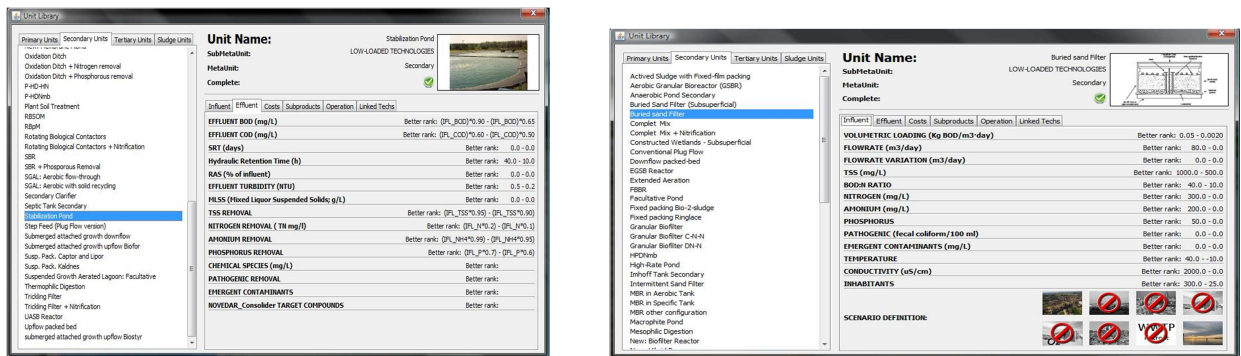 Unit Library
Primary Units Secondary Units Tertiary Units Sludge Units
Oxidation Ditch
Oxidation Ditch + Nitrogen removal
Oxidation Ditch + Phosphorous removal
P-HD-HN
P-HDNmb
Plant Soil Treatment
RBSOM
RBpM
Rotating Biological Contactors
Rotating Biological Contactors + Nitrification
SBR
SBR + Phosporous Removal
SGAL: Aerobic flow-through
SGAL: Aerobic with solid recycling
Secondary Clarifier
Septic Tank Secondary
Stabilization Pond
Step Feed (Plug Flow version)
Submerged attached growth downflow
Submerged attached growth upflow Biofor
Susp. Pack. Captor and Lipor
Susp. Pack. Kaldnes
Suspended Growth Aerated Lagoon: Facultative
Thermophilic Digestion
Trickling Filter
Trickling Filter + Nitrification
UASB Reactor
Upflow packed bed
submerged attached growth upflow Biostyr
Unit Name: Stabilization Pond
SubMetaUnit: LOW-LOADED TECHNOLOGIES
MetaUnit: Secondary
Complete:
Influent Effluent Costs Subproducts Operation Linked Techs
EFFLUENT BOD (mg/L) Better rank: (IFL_BOD)*0.90 - (IFL_BOD)*0.65
EFFLUENT COD (mg/L) Better rank: (IFL_COD)*0.60 - (IFL_COD)*0.50
SRT (days) Better rank: 0.0 - 0.0
Hydraulic Retention Time (h) Better rank: 40.0 - 10.0
RAS (% of influent) Better rank: 0.0 - 0.0
EFFLUENT TURBIDITY (NTU) Better rank: 0.5 - 0.2
MLSS (Mixed Liquor Suspended Solids; g/L) Better rank: 0.0 - 0.0
TSS REMOVAL Better rank: (IFL_TSS*0.95) - (IFL_TSS*0.90)
NITROGEN REMOVAL ( TN mg/l) Better rank: (IFL_N*0.2) - (IFL_N*0.1)
AMONIUM REMOVAL Better rank: (IFL_NH4*0.99) - (IFL_NH4*0.95)
PHOSPHORUS REMOVAL Better rank: (IFL_P*0.7) - (IFL_P*0.6)
CHEMICAL SPECIES (mg/L) Better rank:
PATHOGENIC REMOVAL Better rank:
EMERGENT CONTAMINANTS Better rank:
NOVEDAR_Consolider TARGET COMPOUNDS Better rank:
Unit Library
Primary Units Secondary Units Tertiary Units Sludge Units
Actived Sludge with Fixed-film packing
Aerobic Granular Bioreactor (GSBR)
Anaerobic Pond Secondary
Buried Sand Filter (Subsuperficial)
Buried sand Filter
Complet Mix
Complet Mix + Nitrification
Constructed Wetlands - Subsuperficial
Conventional Plug Flow
Downflow packed-bed
EGSB Reactor
Extended Aeration
FBBR
Facultative Pond
Fixed packing Bio-2-sludge
Fixed packing Ringlace
Granular Biofilter
Granular Biofilter C-N-N
Granular Biofilter DN-N
HPDNmb
High-Rate Pond
Imhoff Tank Secondary
Intermittent Sand Filter
MBR in Aerobic Tank
MBR in Specific Tank
MBR other configuration
Macrophite Pond
Mesophilic Digestion
New: Biofilter Reactor
Unit Name: Buried sand Filter
SubMetaUnit: LOW-LOADED TECHNOLOGIES
MetaUnit: Secondary
Complete:
Influent Effluent Costs Subproducts Operation Linked Techs
VOLUMETRIC LOADING (Kg BOD/m3·day) Better rank: 0.05 - 0.0020
FLOWRATE (m3/day) Better rank: 80.0 - 0.0
FLOWRATE VARIATION (m3/day) Better rank: 0.0 - 0.0
TSS (mg/L) Better rank: 1000.0 - 500.0
BOD:N RATIO Better rank: 40.0 - 10.0
NITROGEN (mg/L) Better rank: 300.0 - 0.0
AMONIUM (mg/L) Better rank: 200.0 - 0.0
PHOSPHORUS Better rank: 50.0 - 0.0
PATHOGENIC (fecal coliform/100 ml) Better rank: 0.0 - 0.0
EMERGENT CONTAMINANTS (mg/L) Better rank: 0.0 - 0.0
TEMPERATURE Better rank: 40.0 - -10.0
CONDUCTIVITY (uS/cm) Better rank: 2000.0 - 0.0
INHABITANTS Better rank: 300.0 - 25.0
SCENARIO DEFINITION: